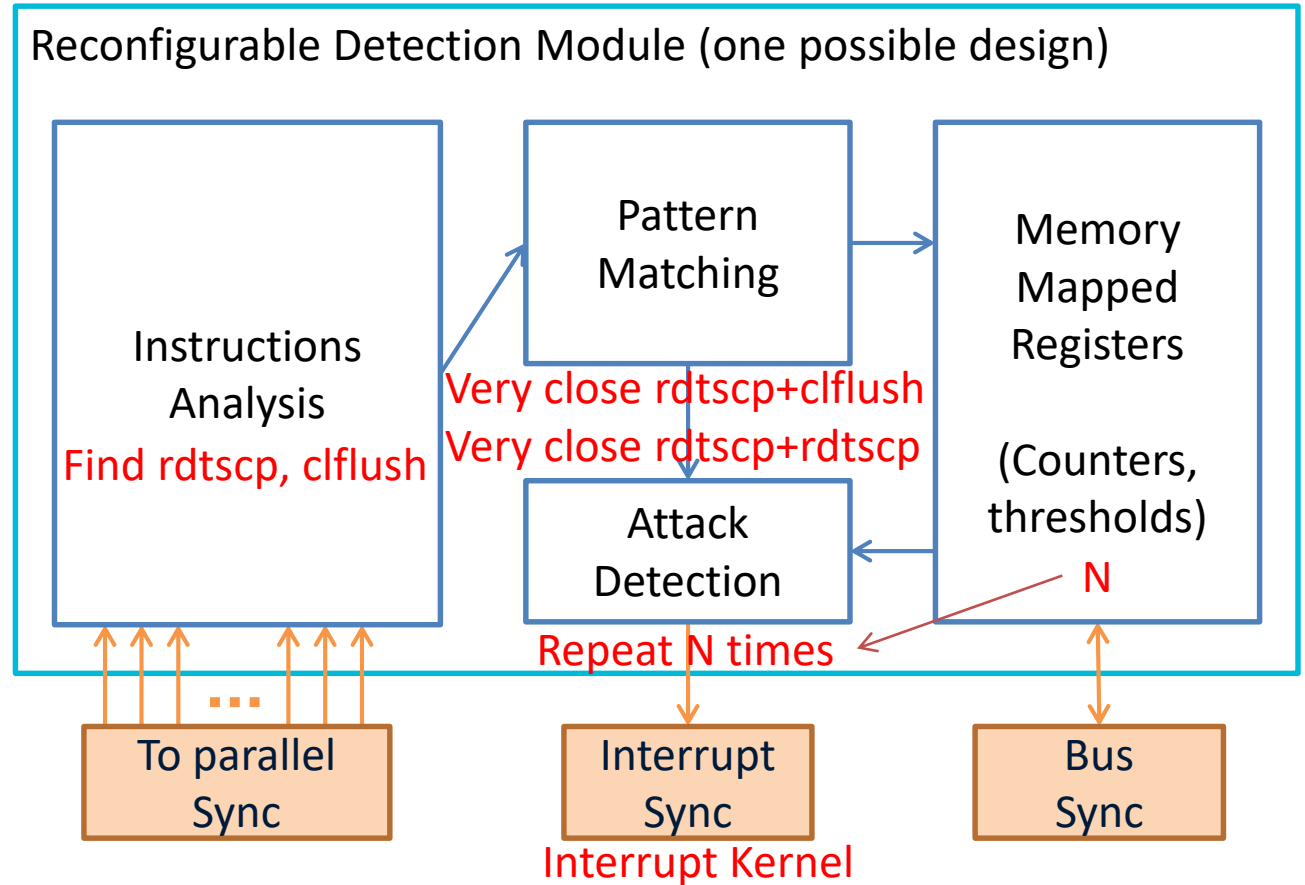 Reconfigurable Detection Module (one possible design)
Instructions
Analysis
Find rdtscp, clflush
Pattern
Matching
Very close rdtscp+clflush
Very close rdtscp+rdtscp
Attack
Detection
Repeat N times
Memory
Mapped
Registers
(Counters,
thresholds)
N
...
To parallel
Sync
Interrupt
Sync
Interrupt Kernel
Bus
Sync